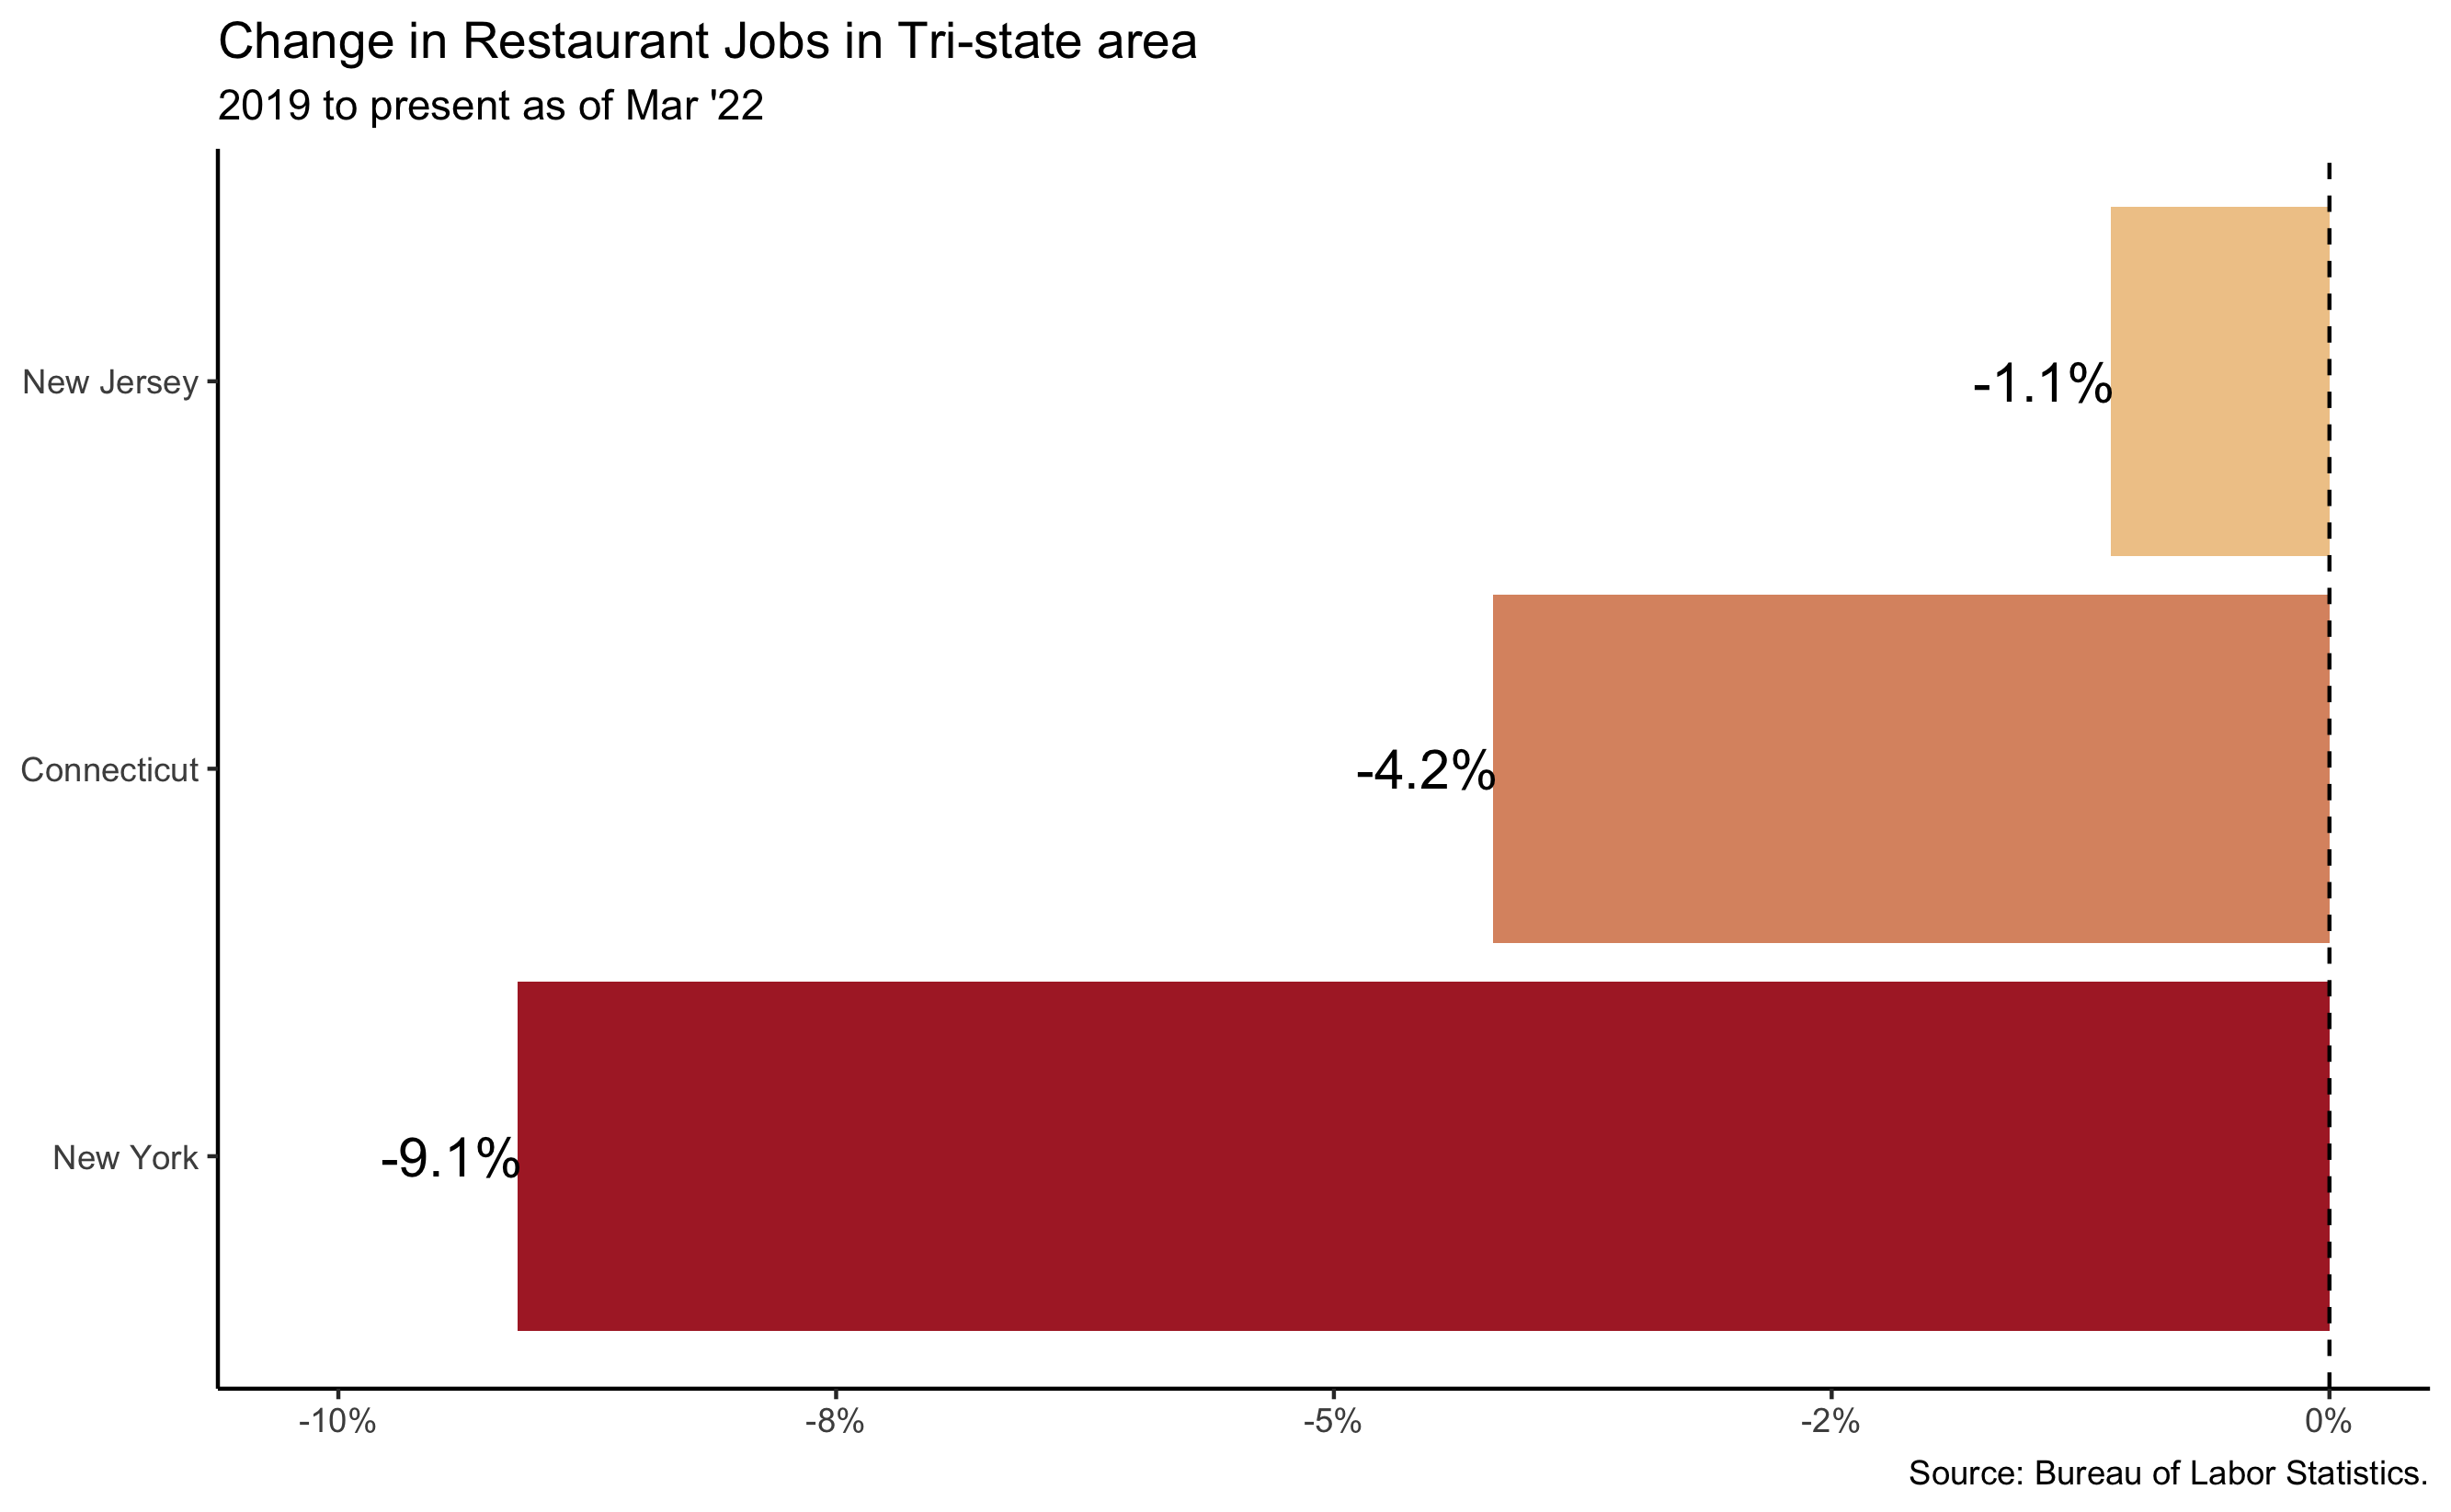 Change in Restaurant Jobs in Tri-state area
2019 to present as of Mar '22
New Jersey
-1.1%
Connecticut
-4.2%
New York
-9.1%
-10%
-8%
-5%
-2%
0%
Source: Bureau of Labor Statistics.